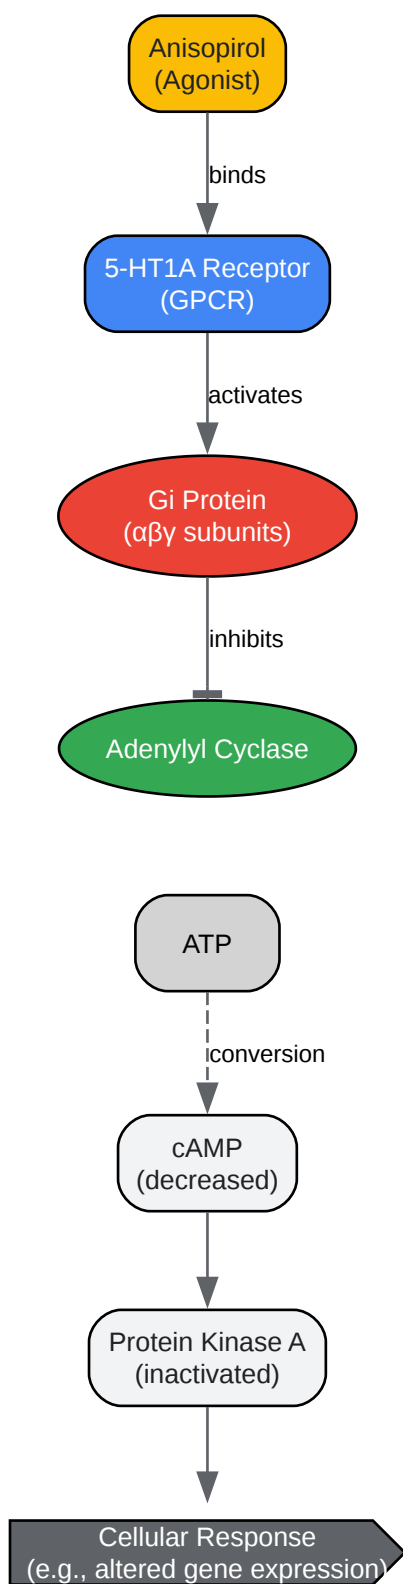 Anisopirol
(Agonist)
binds
5-HT1A Receptor
(GPCR)
activates
Gi Protein
(αβγ subunits)
inhibits
Adenylyl Cyclase
ATP
conversion
cAMP
(decreased)
Protein Kinase A
(inactivated)
Cellular Response
(e.g., altered gene expression)